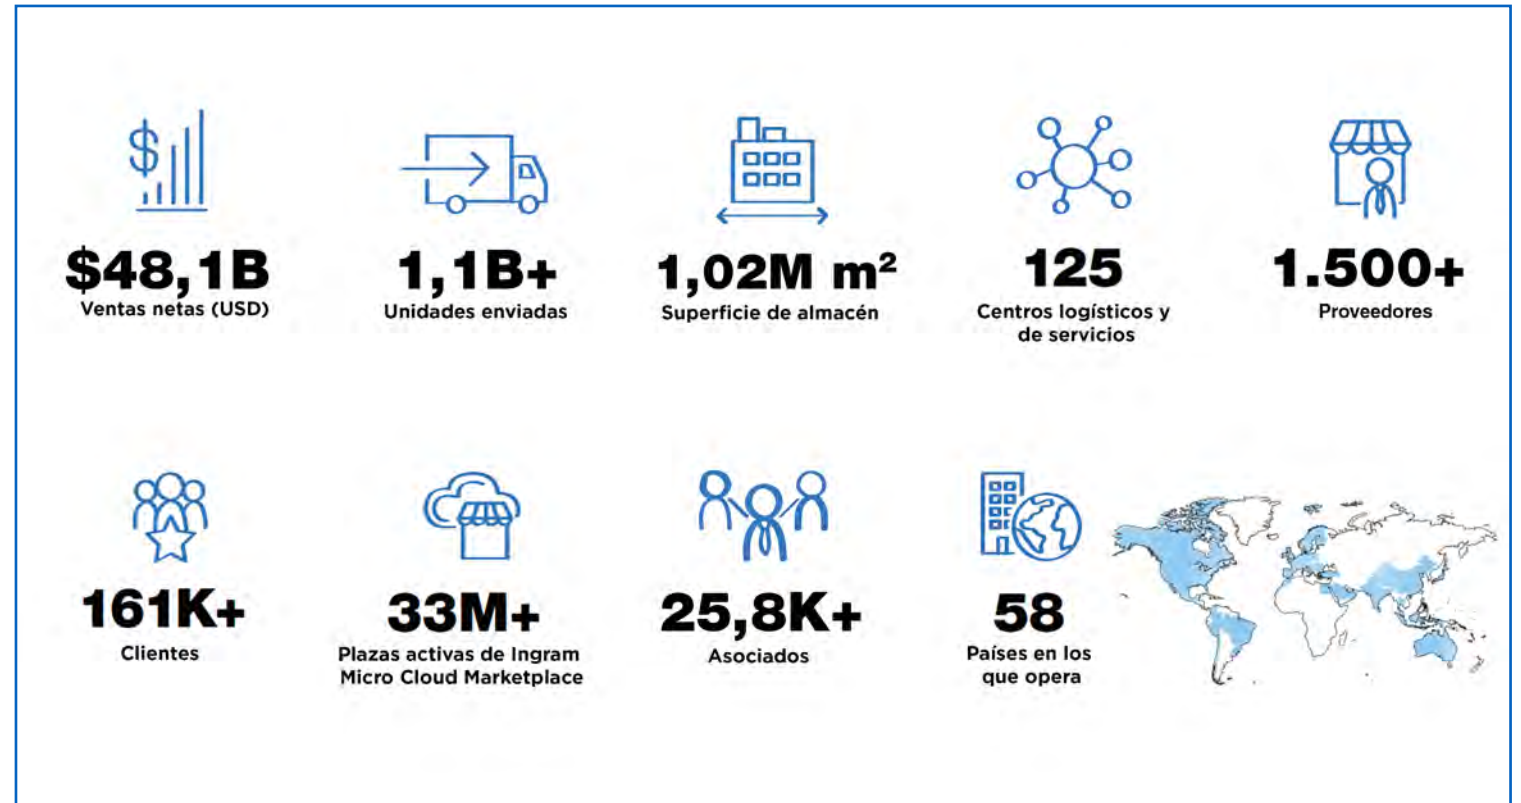 $48,1B
Ventas netas (USD)
1,1B+
Unidades enviadas
1,02M m²
Superficie de almacén
125
Centros logísticos y
de servicios
1.500+
Proveedores
161K+
Clientes
33M+
Plazas activas de Ingram
Micro Cloud Marketplace
25,8K+
Asociados
58
Países en los
que opera